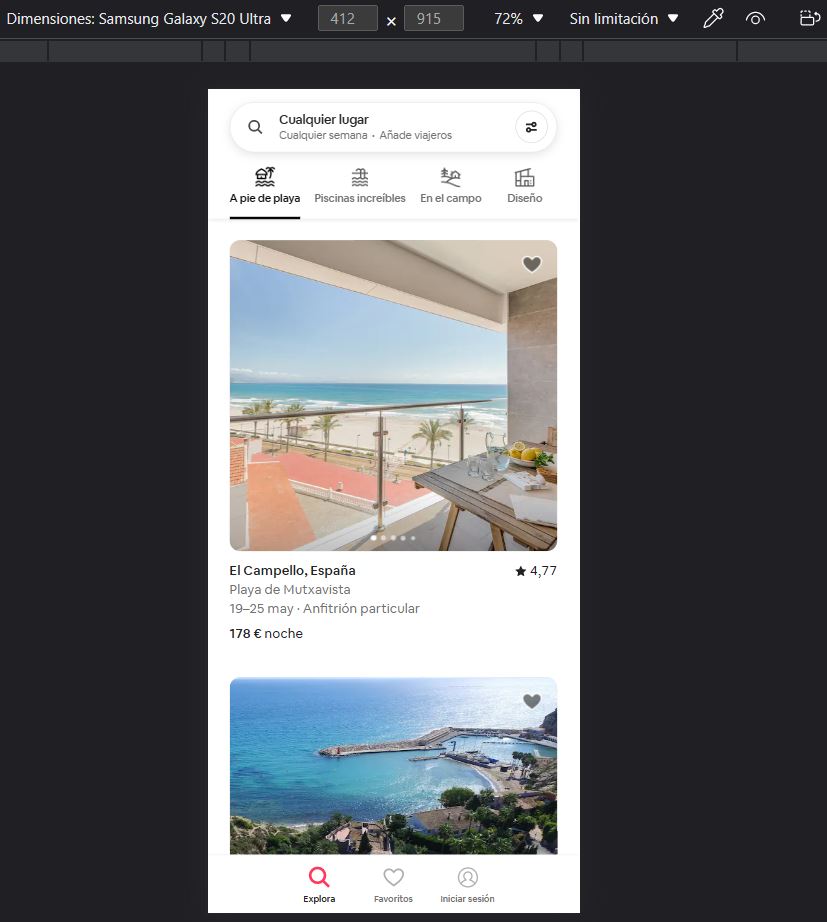 Dimensiones: Samsung Galaxy S20 Ultra ▼ 412 × 915 72% ▼ Sin limitación ▼
Cualquier lugar
Cualquier semana · Añade viajeros
A pie de playa Piscinas increíbles En el campo Diseño
El Campello, España ★ 4,77
Playa de Mutxavista
19–25 may · Anfitrión particular
178 € noche
Explora Favoritos Iniciar sesión